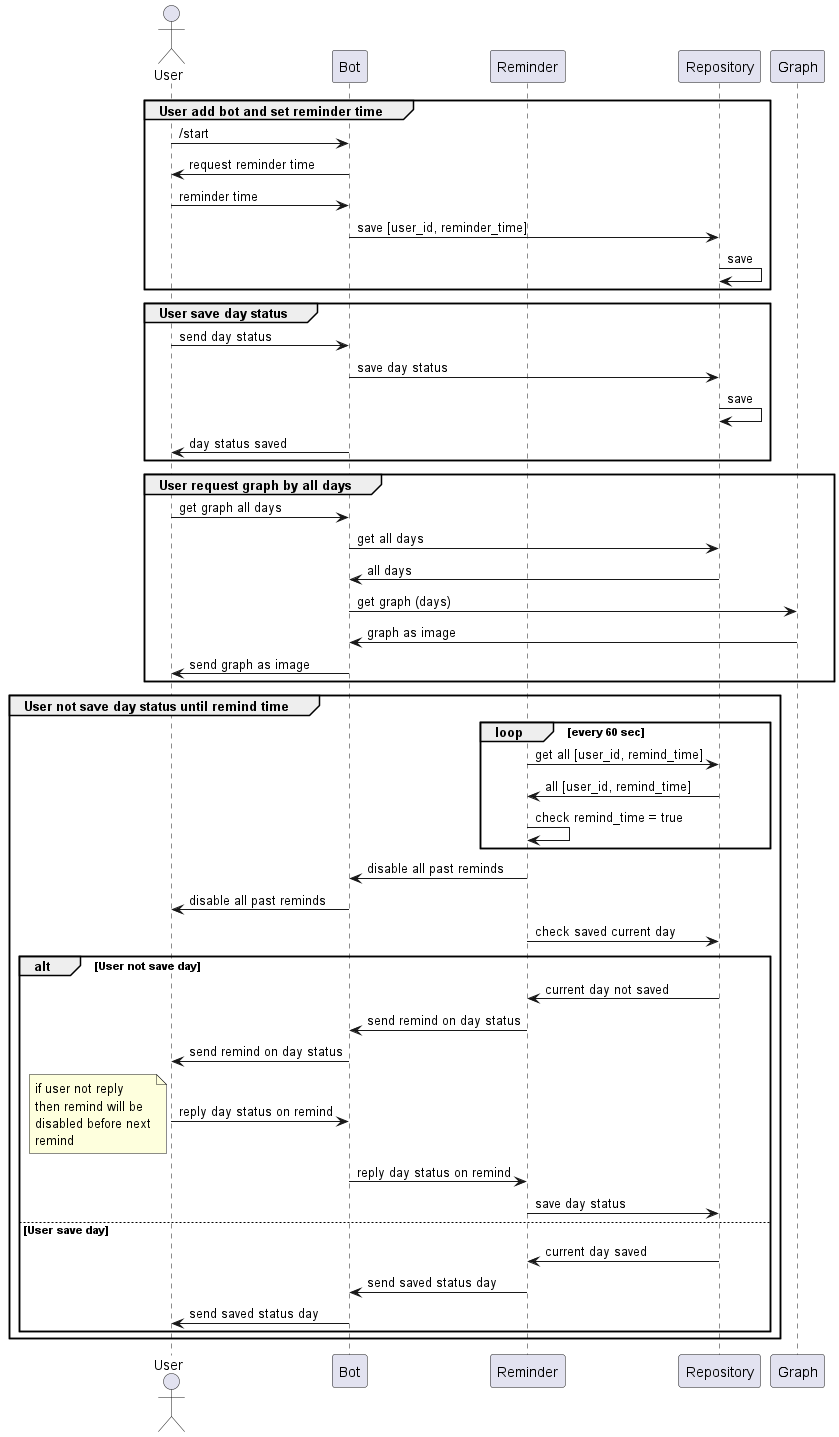 User
Bot
Reminder
Repository
Graph
User add bot and set reminder time
/start
request reminder time
reminder time
save [user_id, reminder_time]
save
User save day status
send day status
save day status
save
day status saved
User request graph by all days
get graph all days
get all days
all days
get graph (days)
graph as image
send graph as image
User not save day status until remind time
loop [every 60 sec]
get all [user_id, remind_time]
all [user_id, remind_time]
check remind_time = true
disable all past reminds
disable all past reminds
check saved current day
alt [User not save day]
current day not saved
send remind on day status
send remind on day status
if user not reply
then remind will be
disabled before next
remind
reply day status on remind
reply day status on remind
save day status
[User save day]
current day saved
send saved status day
send saved status day
User
Bot
Reminder
Repository
Graph